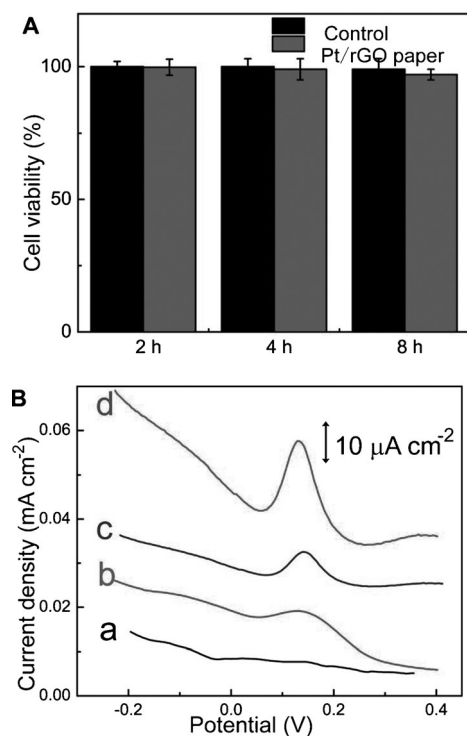 A
Control
Pt/rGO paper
Cell viability (%)
100
50
0
2 h
4 h
8 h
B
d
10 μA cm-2
c
b
a
Current density (mA cm-2)
0.06
0.04
0.02
0.00
-0.2
0.0
0.2
0.4
Potential (V)